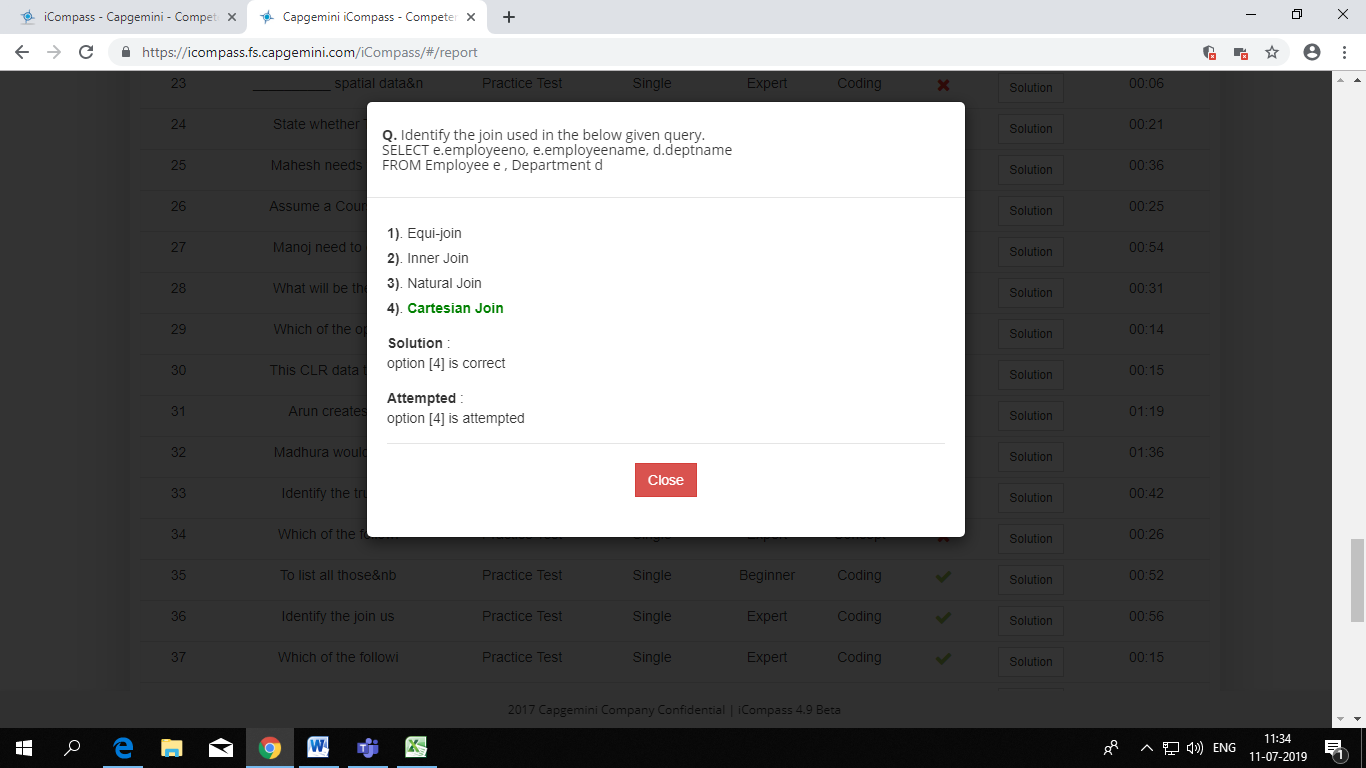 iCompass - Capgemini - Compet
Capgemini iCompass - Competen
https://icompass.fs.capgemini.com/iCompass/#/report
23 __________ spatial data&n Practice Test Single Expert Coding Solution 00:06
24 State whether Solution 00:21
25 Mahesh needs Solution 00:36
26 Assume a Cour Solution 00:25
27 Manoj need to Solution 00:54
28 What will be the Solution 00:31
29 Which of the op Solution 00:14
30 This CLR data t Solution 00:15
31 Arun creates Solution 01:19
32 Madhura would Solution 01:36
33 Identify the tru Solution 00:42
34 Which of the Solution 00:26
35 To list all those&nb Practice Test Single Beginner Coding Solution 00:52
36 Identify the join us Practice Test Single Expert Coding Solution 00:56
37 Which of the followi Practice Test Single Expert Coding Solution 00:15
Q. Identify the join used in the below given query.
SELECT e.employeeno, e.employeename, d.deptname
FROM Employee e , Department d
1). Equi-join
2). Inner Join
3). Natural Join
4). Cartesian Join
Solution :
option [4] is correct
Attempted :
option [4] is attempted
Close
2017 Capgemini Company Confidential | iCompass 4.9 Beta
ENG
11:34
11-07-2019
1